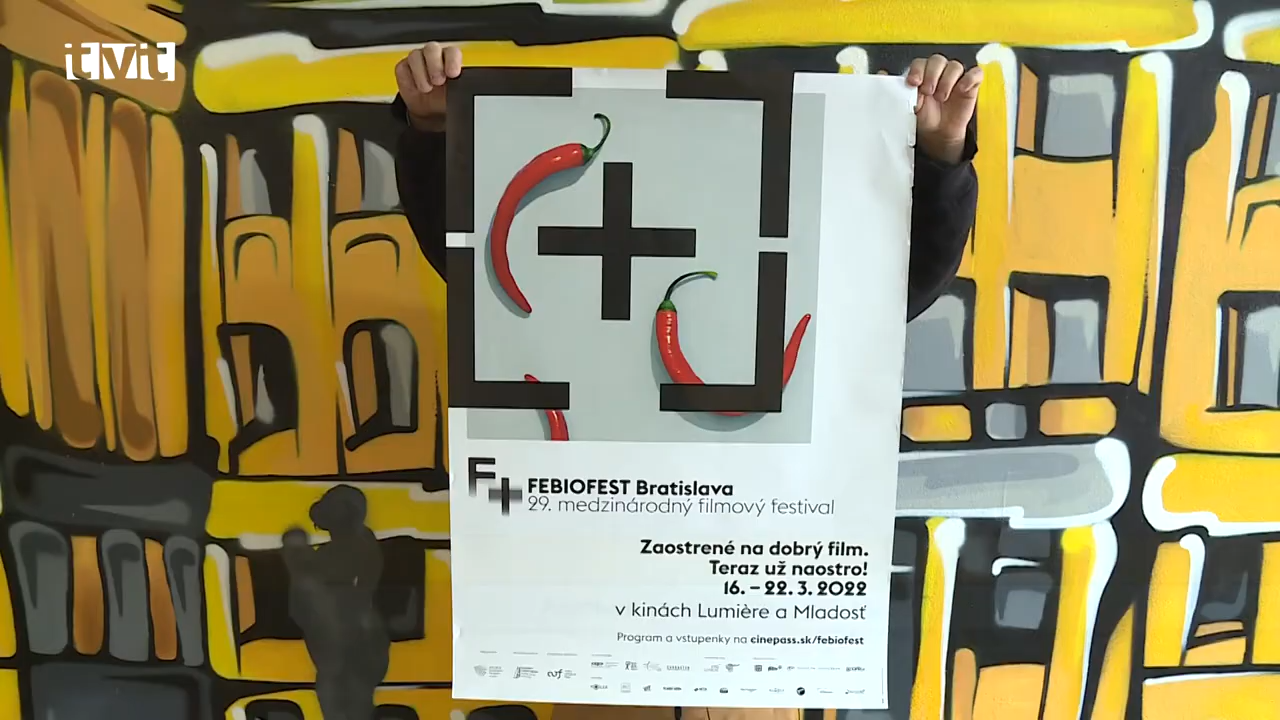 itvit
F+
FEBIOFEST Bratislava
29. medzinárodný filmový festival
Zaostrené na dobrý film.
Teraz už naostro!
16. – 22. 3. 2022
v kinách Lumière a Mladosť
Program a vstupenky na cinepass.sk/febiofest